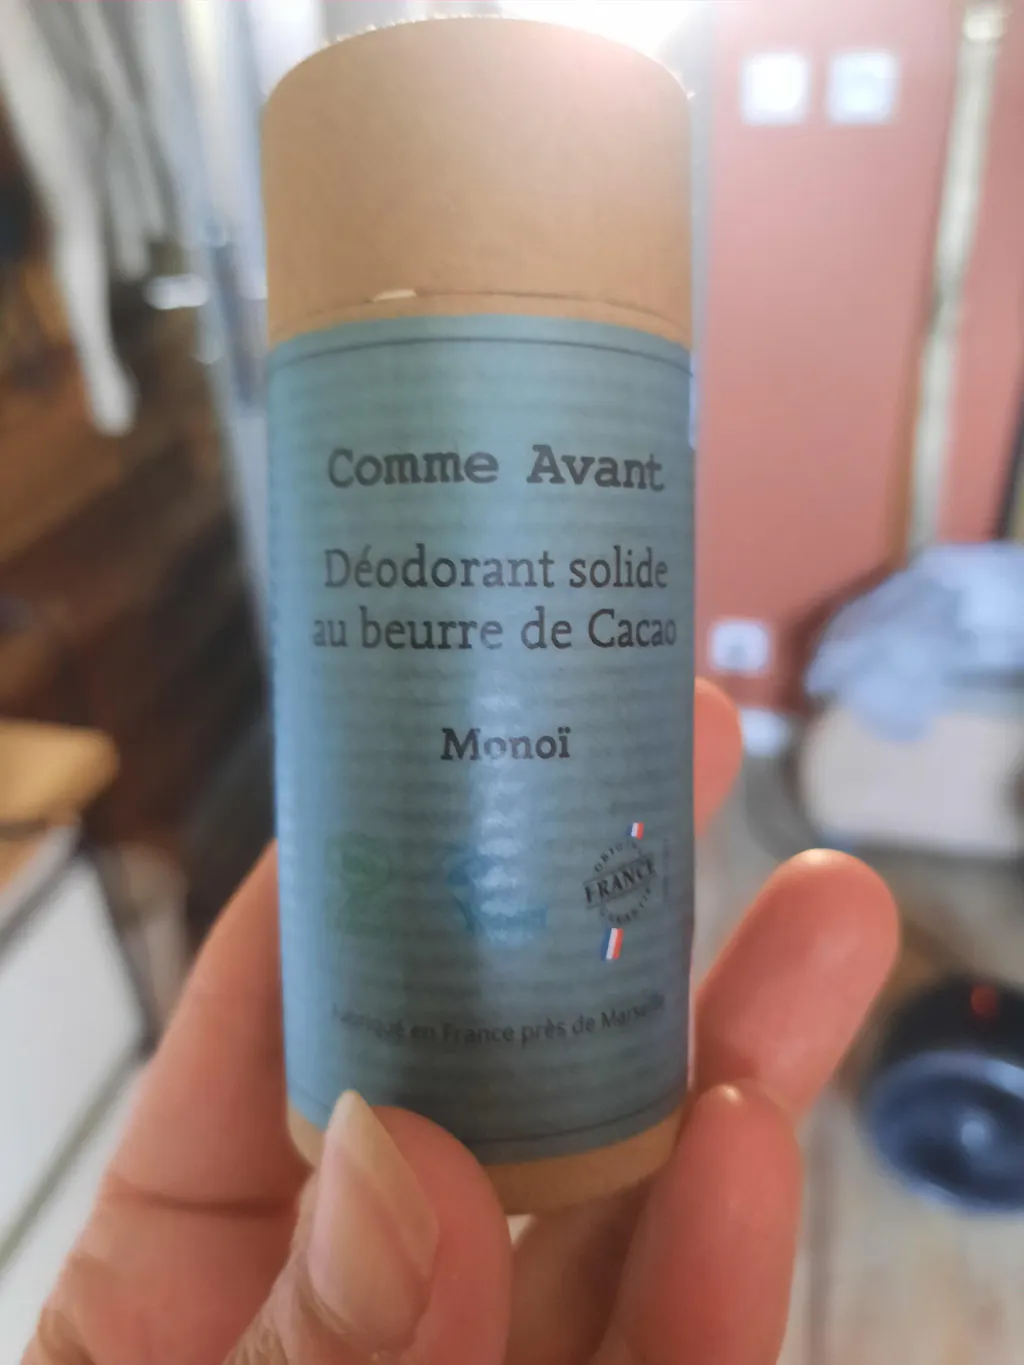 Comme Avant
Déodorant solide
au beurre de Cacao
Monoï
FRANCE
Fabriqué en France près de Marseille